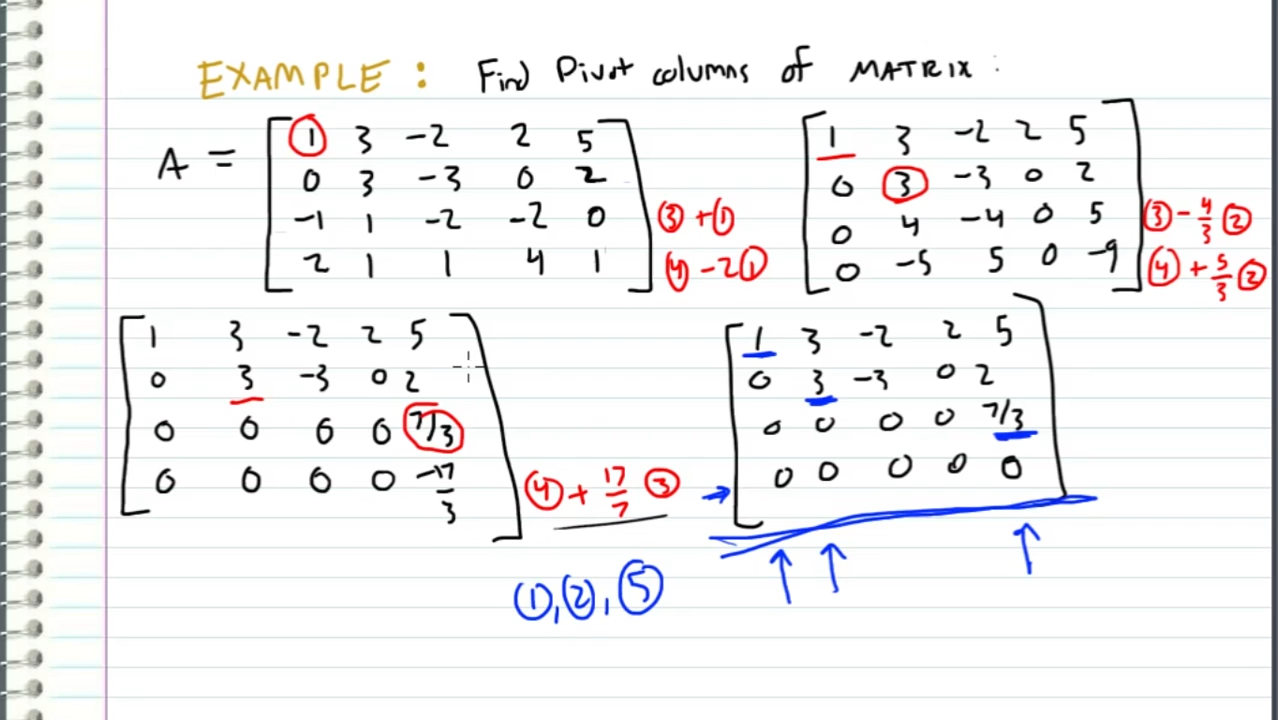 EXAMPLE : Find Pivot columns of MATRIX :
A =
1 3 -2 2 5
0 3 -3 0 2
-1 1 -2 -2 0 ③ + ①
2 1 1 4 1 ④ - 2①
1 3 -2 2 5
0 3 -3 0 2
0 4 -4 0 5 ③ - 4/3 ②
0 -5 5 0 -9 ④ + 5/3 ②
1 3 -2 2 5
0 3 -3 0 2
0 0 0 0 7/3
0 0 0 0 -17/3 ④ + 17/7 ③
1 3 -2 2 5
0 3 -3 0 2
0 0 0 0 7/3
→ 0 0 0 0 0
↑ ↑ ↑
①, ②, ⑤